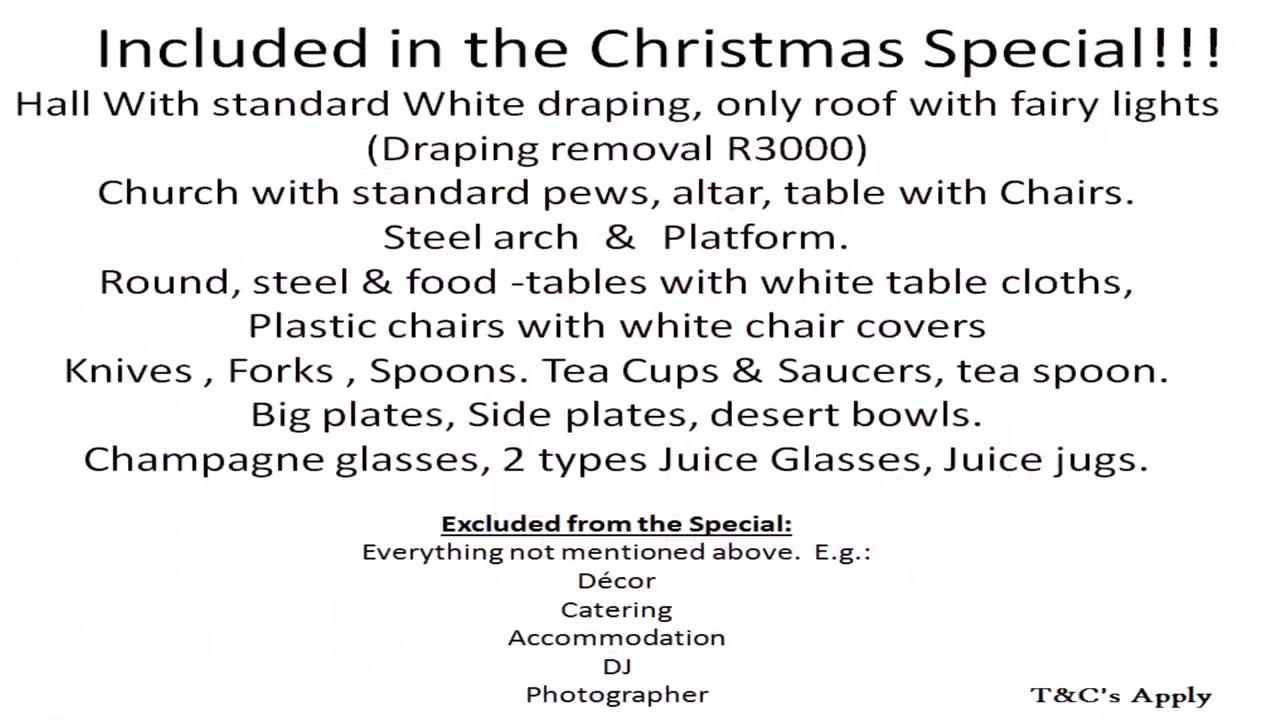 Included in the Christmas Special!!!
Hall With standard White draping, only roof with fairy lights
(Draping removal R3000)
Church with standard pews, altar, table with Chairs.
Steel arch & Platform.
Round, steel & food -tables with white table cloths,
Plastic chairs with white chair covers
Knives , Forks , Spoons. Tea Cups & Saucers, tea spoon.
Big plates, Side plates, desert bowls.
Champagne glasses, 2 types Juice Glasses, Juice jugs.
Excluded from the Special:
Everything not mentioned above. E.g.:
Décor
Catering
Accommodation
DJ
Photographer
T&C's Apply